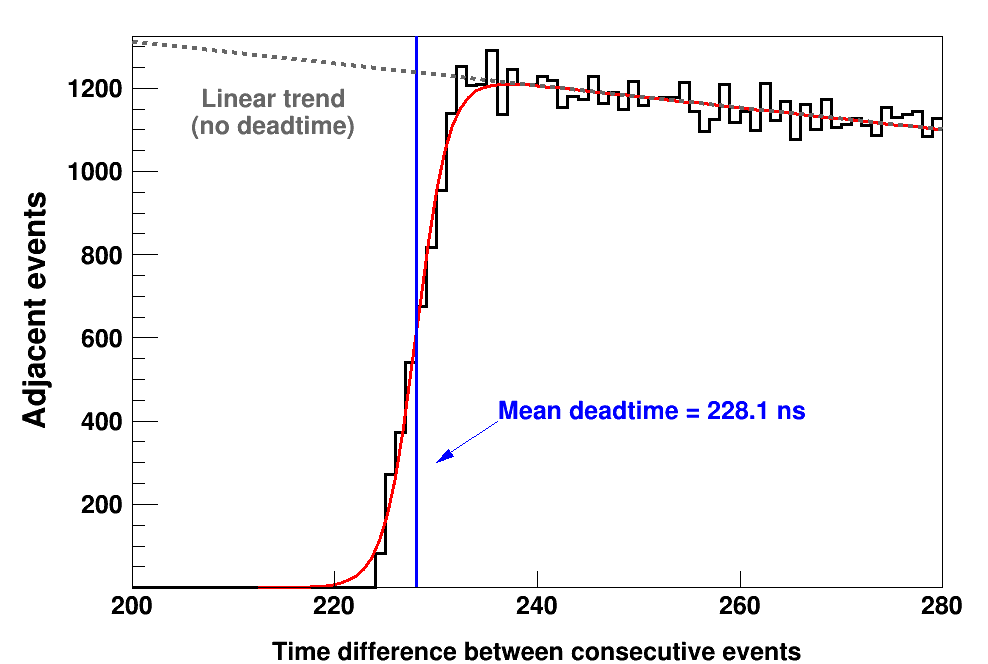 1200
1000
800
600
400
200
Adjacent events
Linear trend
(no deadtime)
Mean deadtime = 228.1 ns
200 220 240 260 280
Time difference between consecutive events